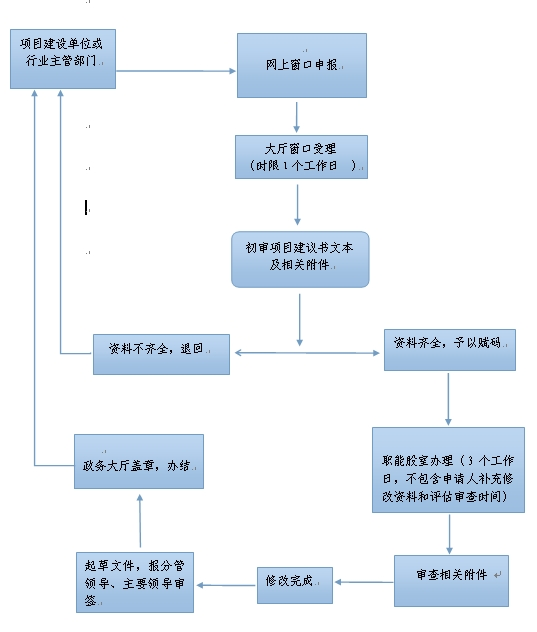 项目建设单位或
行业主管部门
网上窗口申报
大厅窗口受理
（时限1个工作日 ）
初审项目建议书文本
及相关附件
资料不齐全，退回
资料齐全，予以赋码
职能股室办理（3个工作
日，不包含申请人补充修
改资料和评估审查时间）
政务大厅盖章，办结
审查相关附件
修改完成
起草文件，报分管
领导、主要领导审
签